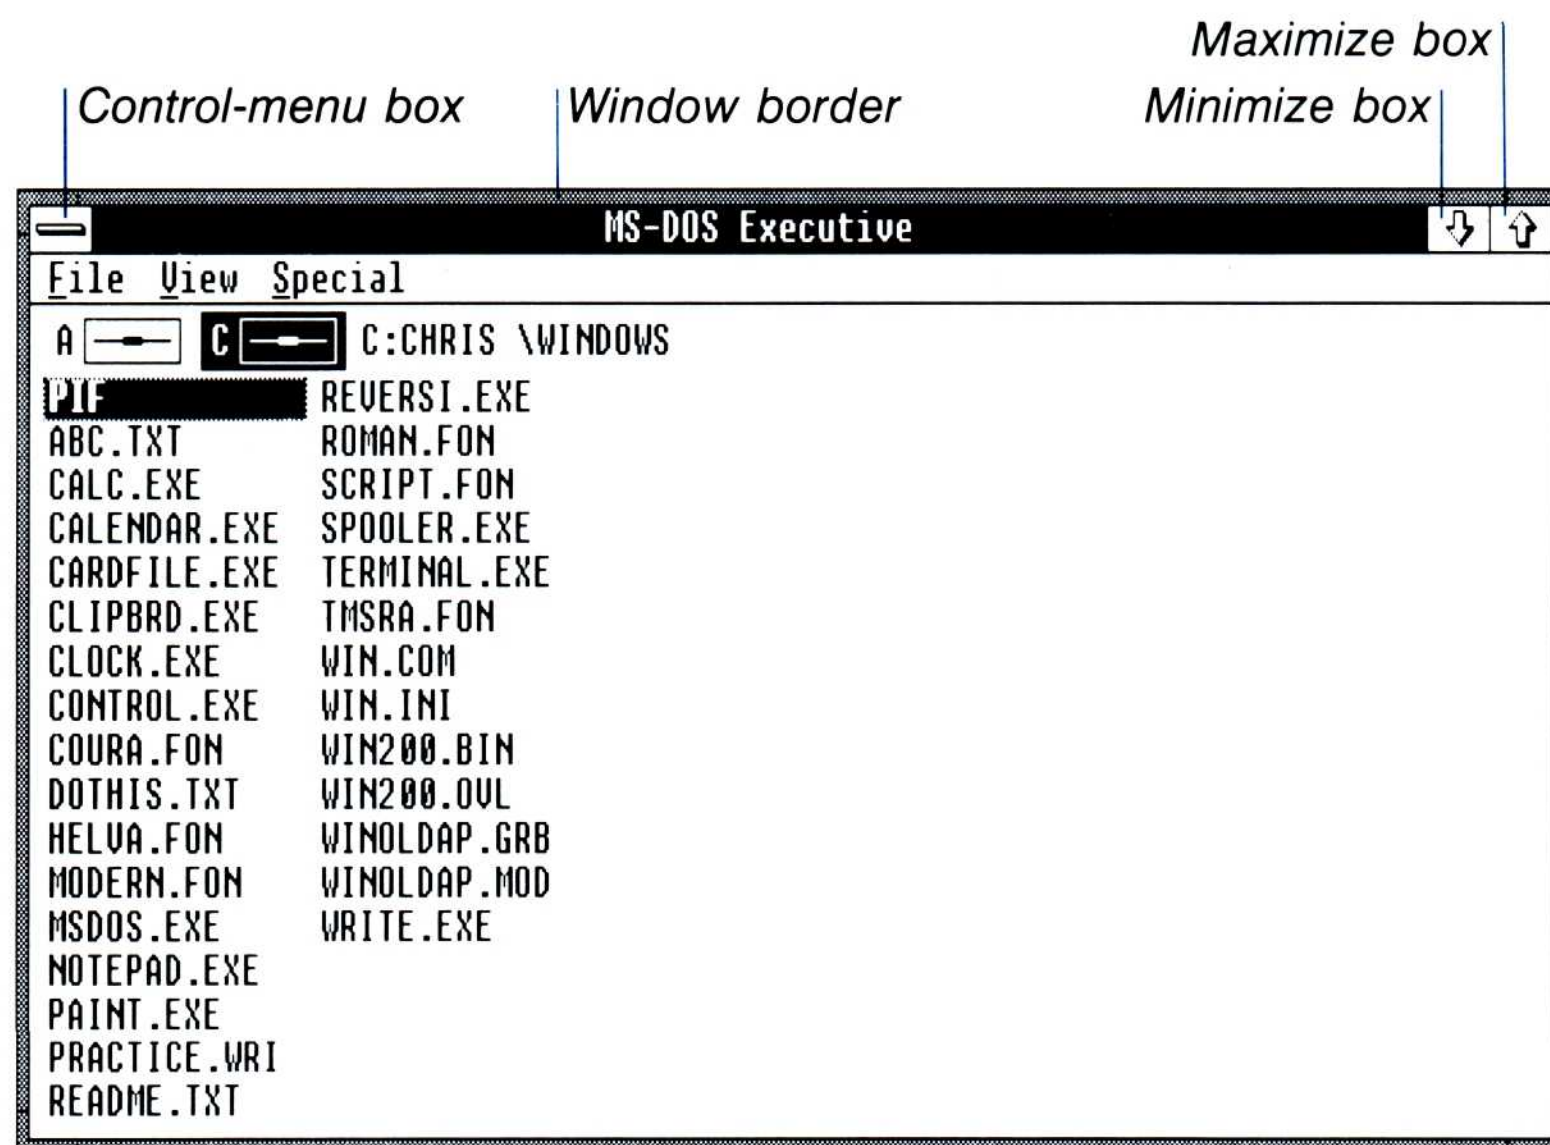 Maximize box
Control-menu box
Window border
Minimize box
MS-DOS Executive
File View Special
A C C:CHRIS \WINDOWS
PIF
ABC.TXT
CALC.EXE
CALENDAR.EXE
CARDFILE.EXE
CLIPBRD.EXE
CLOCK.EXE
CONTROL.EXE
COURA.FON
DOTHIS.TXT
HELVA.FON
MODERN.FON
MSDOS.EXE
NOTEPAD.EXE
PAINT.EXE
PRACTICE.WRI
README.TXT
REVERSI.EXE
ROMAN.FON
SCRIPT.FON
SPOOLER.EXE
TERMINAL.EXE
TMSRA.FON
WIN.COM
WIN.INI
WIN200.BIN
WIN200.OVL
WINOLDAP.GRB
WINOLDAP.MOD
WRITE.EXE